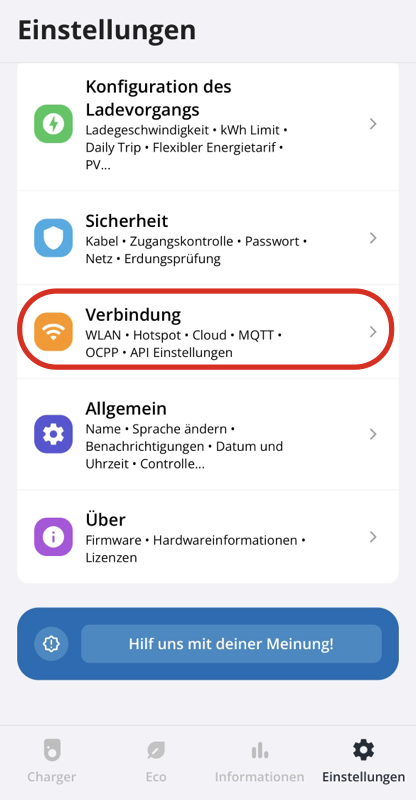 Einstellungen
Konfiguration des
Ladevorgangs
Ladegeschwindigkeit • kWh Limit •
Daily Trip • Flexibler Energietarif •
PV...
Sicherheit
Kabel • Zugangskontrolle • Passwort •
Netz • Erdungsprüfung
Verbindung
WLAN • Hotspot • Cloud • MQTT •
OCPP • API Einstellungen
Allgemein
Name • Sprache ändern •
Benachrichtigungen • Datum und
Uhrzeit • Controlle...
Über
Firmware • Hardwareinformationen •
Lizenzen
Hilf uns mit deiner Meinung!
Charger Eco Informationen Einstellungen